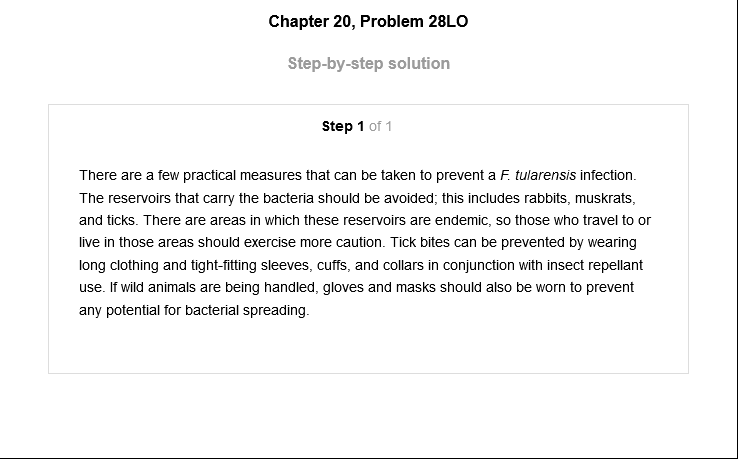 Chapter 20, Problem 28LO
Step-by-step solution
Step 1 of 1
There are a few practical measures that can be taken to prevent a F. tularensis infection.
The reservoirs that carry the bacteria should be avoided; this includes rabbits, muskrats,
and ticks. There are areas in which these reservoirs are endemic, so those who travel to or
live in those areas should exercise more caution. Tick bites can be prevented by wearing
long clothing and tight-fitting sleeves, cuffs, and collars in conjunction with insect repellant
use. If wild animals are being handled, gloves and masks should also be worn to prevent
any potential for bacterial spreading.